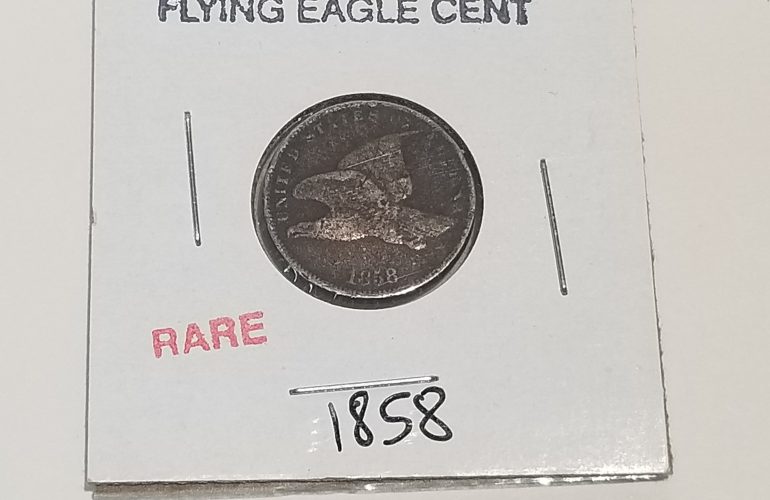 FLYING EAGLE CENT
UNITED STATES OF AMERICA
1858
RARE
1858